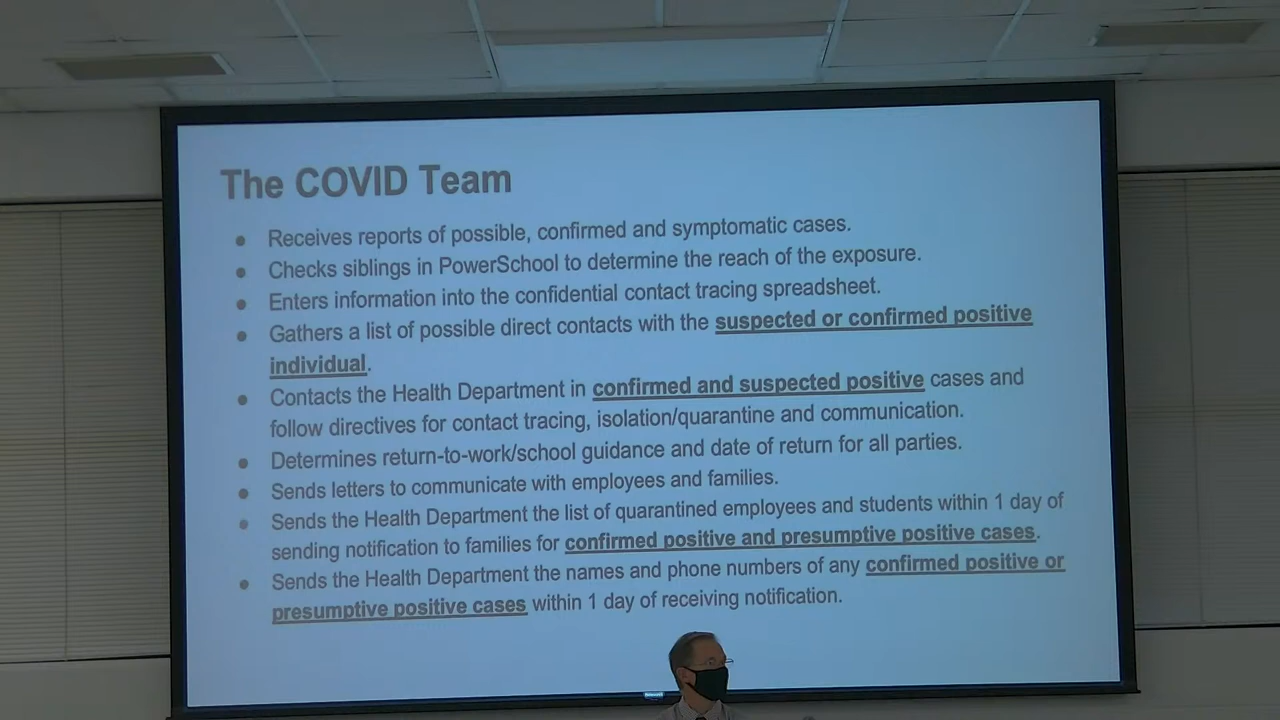 The COVID Team
● Receives reports of possible, confirmed and symptomatic cases.
● Checks siblings in PowerSchool to determine the reach of the exposure.
● Enters information into the confidential contact tracing spreadsheet.
● Gathers a list of possible direct contacts with the suspected or confirmed positive
individual.
● Contacts the Health Department in confirmed and suspected positive cases and
follow directives for contact tracing, isolation/quarantine and communication.
● Determines return-to-work/school guidance and date of return for all parties.
● Sends letters to communicate with employees and families.
● Sends the Health Department the list of quarantined employees and students within 1 day of
sending notification to families for confirmed positive and presumptive positive cases.
● Sends the Health Department the names and phone numbers of any confirmed positive or
presumptive positive cases within 1 day of receiving notification.